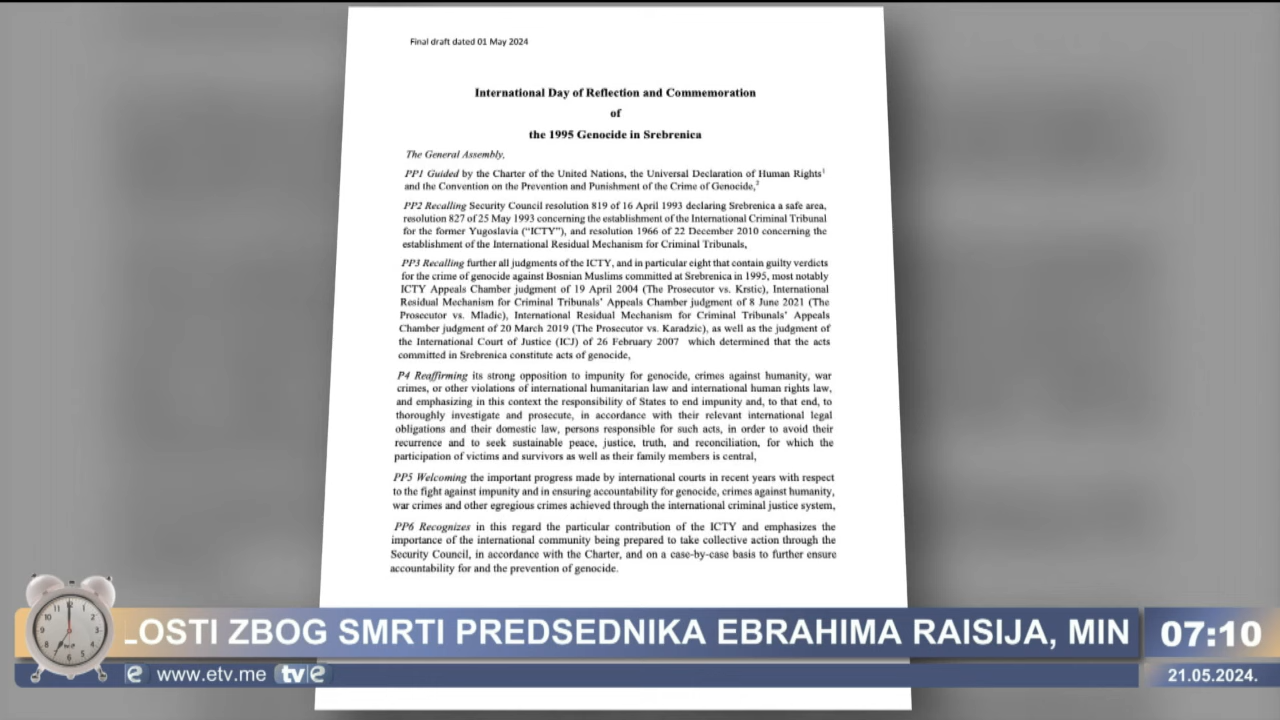 Final draft dated 01 May 2024
International Day of Reflection and Commemoration
of
the 1995 Genocide in Srebrenica
The General Assembly,
PP1 Guided by the Charter of the United Nations, the Universal Declaration of Human Rights¹
and the Convention on the Prevention and Punishment of the Crime of Genocide,²
PP2 Recalling Security Council resolution 819 of 16 April 1993 declaring Srebrenica a safe area,
resolution 827 of 25 May 1993 concerning the establishment of the International Criminal Tribunal
for the former Yugoslavia (“ICTY”), and resolution 1966 of 22 December 2010 concerning the
establishment of the International Residual Mechanism for Criminal Tribunals,
PP3 Recalling further all judgments of the ICTY, and in particular eight that contain guilty verdicts
for the crime of genocide against Bosnian Muslims committed at Srebrenica in 1995, most notably
ICTY Appeals Chamber judgment of 19 April 2004 (The Prosecutor vs. Krstic), International
Residual Mechanism for Criminal Tribunals’ Appeals Chamber judgment of 8 June 2021 (The
Prosecutor vs. Mladic), International Residual Mechanism for Criminal Tribunals’ Appeals
Chamber judgment of 20 March 2019 (The Prosecutor vs. Karadzic), as well as the judgment of
the International Court of Justice (ICJ) of 26 February 2007 which determined that the acts
committed in Srebrenica constitute acts of genocide,
P4 Reaffirming its strong opposition to impunity for genocide, crimes against humanity, war
crimes, or other violations of international humanitarian law and international human rights law,
and emphasizing in this context the responsibility of States to end impunity and, to that end, to
thoroughly investigate and prosecute, in accordance with their relevant international legal
obligations and their domestic law, persons responsible for such acts, in order to avoid their
recurrence and to seek sustainable peace, justice, truth, and reconciliation, for which the
participation of victims and survivors as well as their family members is central,
PP5 Welcoming the important progress made by international courts in recent years with respect
to the fight against impunity and in ensuring accountability for genocide, crimes against humanity,
war crimes and other egregious crimes achieved through the international criminal justice system,
PP6 Recognizes in this regard the particular contribution of the ICTY and emphasizes the
importance of the international community being prepared to take collective action through the
Security Council, in accordance with the Charter, and on a case-by-case basis to further ensure
accountability for and the prevention of genocide.
LOSTI ZBOG SMRTI PREDSEDNIKA EBRAHIMA RAISIJA, MIN
07:10
e www.etv.me tve
21.05.2024.